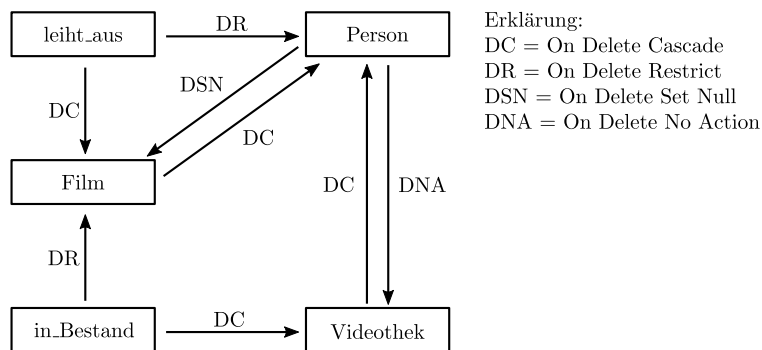 leiht_aus
DR
Person
Erklärung:
DC = On Delete Cascade
DR = On Delete Restrict
DSN = On Delete Set Null
DNA = On Delete No Action
DSN
DC
DC
Film
DC
DNA
DR
in_Bestand
DC
Videothek